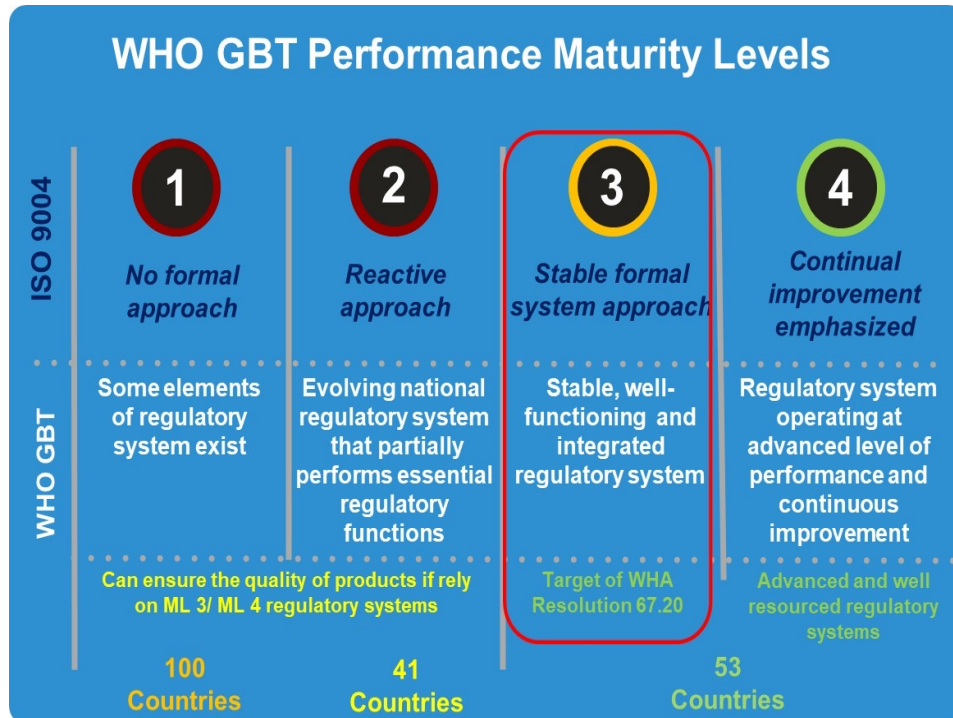 WHO GBT Performance Maturity Levels
ISO 9004
1
2
3
4
No formal
approach
Reactive
approach
Stable formal
system approach
Continual
improvement
emphasized
WHO GBT
Some elements
of regulatory
system exist
Evolving national
regulatory system
that partially
performs essential
regulatory
functions
Stable, well-
functioning and
integrated
regulatory system
Regulatory system
operating at
advanced level of
performance and
continuous
improvement
Can ensure the quality of products if rely
on ML 3/ ML 4 regulatory systems
Target of WHA
Resolution 67.20
Advanced and well
resourced regulatory
systems
100
Countries
41
Countries
53
Countries